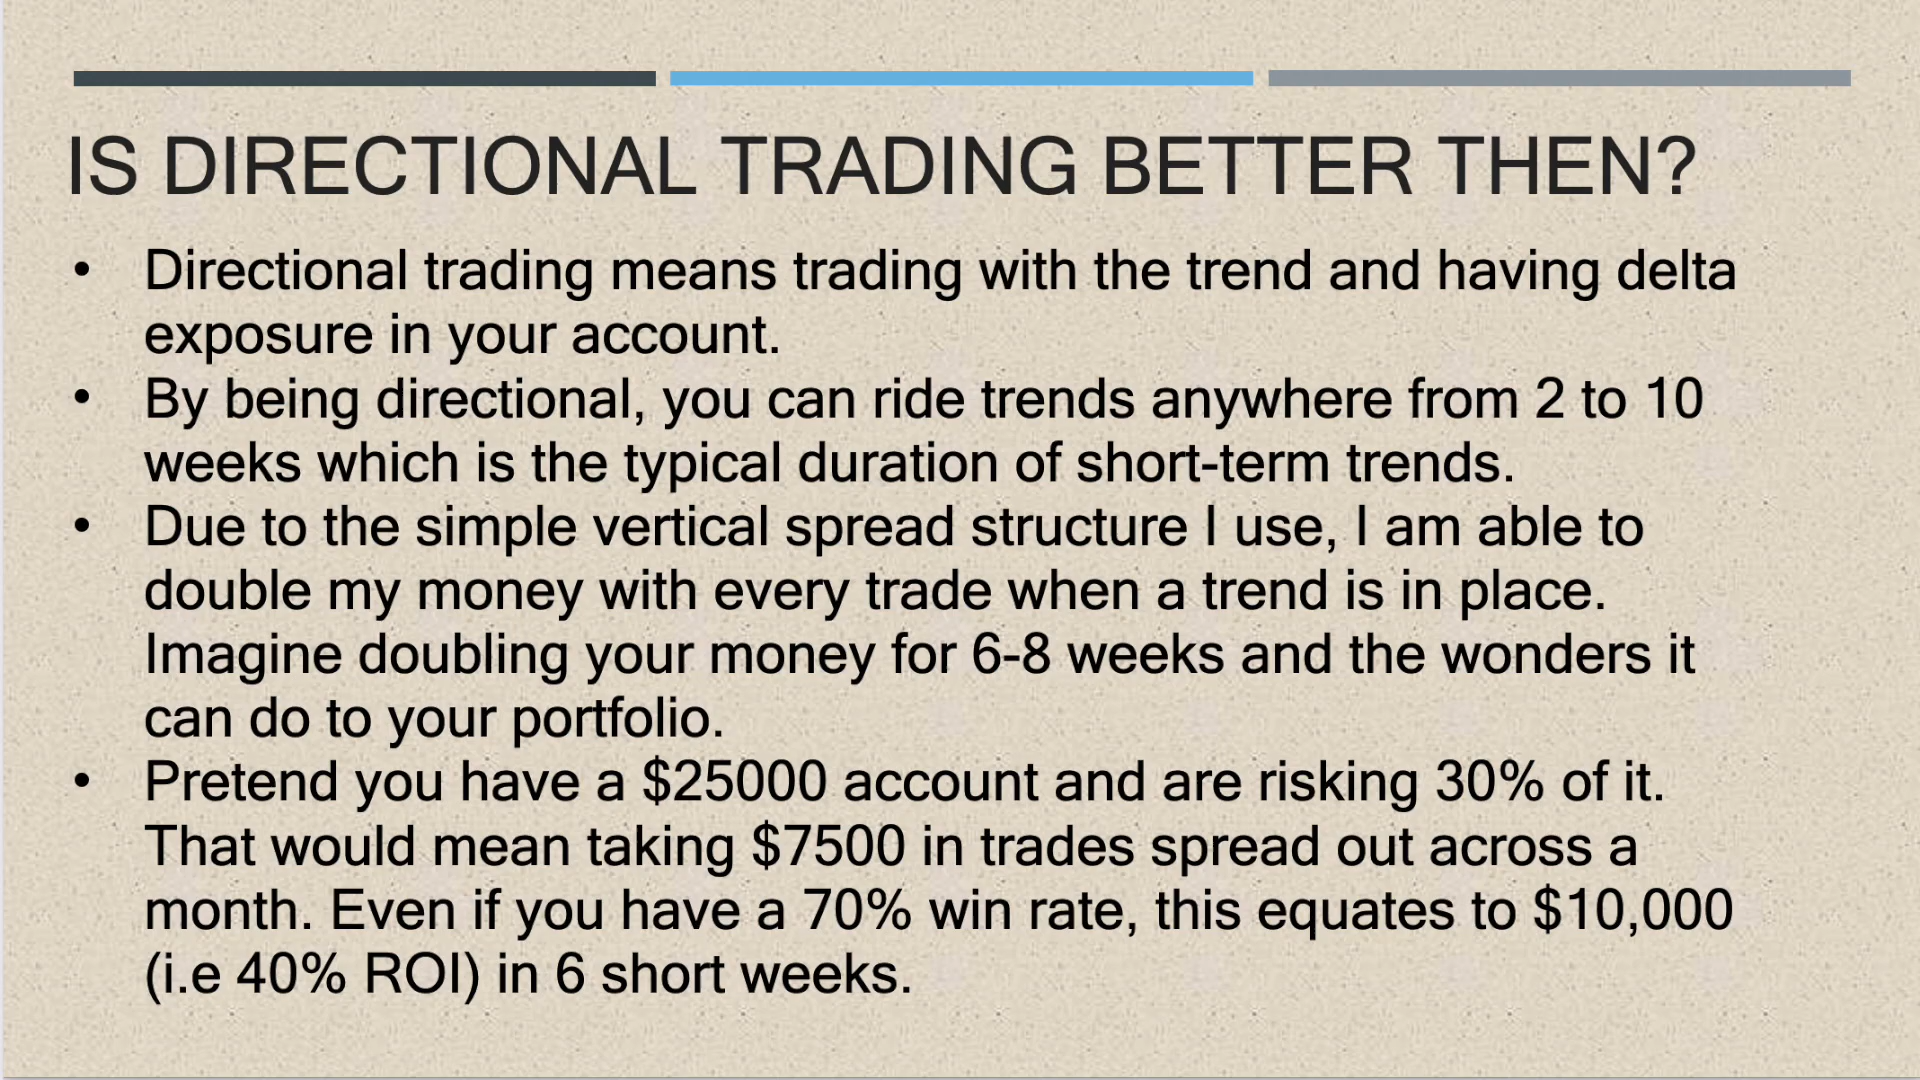 IS DIRECTIONAL TRADING BETTER THEN?
• Directional trading means trading with the trend and having delta
exposure in your account.
• By being directional, you can ride trends anywhere from 2 to 10
weeks which is the typical duration of short-term trends.
• Due to the simple vertical spread structure I use, I am able to
double my money with every trade when a trend is in place.
Imagine doubling your money for 6-8 weeks and the wonders it
can do to your portfolio.
• Pretend you have a $25000 account and are risking 30% of it.
That would mean taking $7500 in trades spread out across a
month. Even if you have a 70% win rate, this equates to $10,000
(i.e 40% ROI) in 6 short weeks.